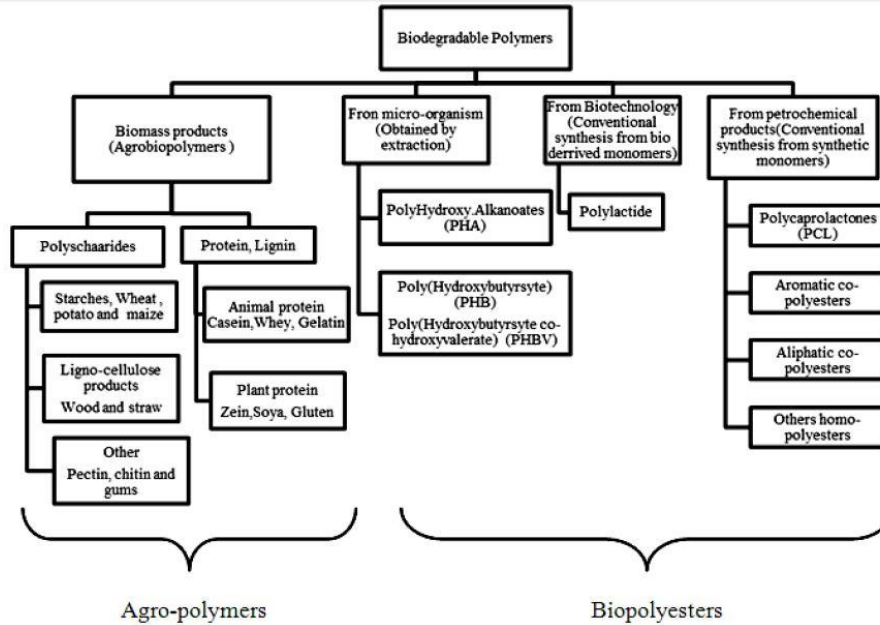 Biodegradable Polymers
Biomass products
(Agrobiopolymers )
Fron micro-organism
(Obtained by
extraction)
From Biotechnology
(Conventional
synthesis from bio
derrived monomers)
From petrochemical
products(Conventional
synthesis from synthetic
monomers)
Polyschaarides
Protein, Lignin
Starches, Wheat ,
potato and maize
Ligno-cellulose
products
Wood and straw
Other
Pectin, chitin and
gums
Animal protein
Casein, Whey, Gelatin
Plant protein
Zein,Soya, Gluten
PolyHydroxy.Alkanoates
(PHA)
Poly(Hydroxybutyrsyte)
(PHB)
Poly(Hydroxybutyrsyte co-
hydroxyvalerate) (PHBV)
Polylactide
Polycaprolactones
(PCL)
Aromatic co-
polyesters
Aliphatic co-
polyesters
Others homo-
polyesters
Agro-polymers
Biopolyesters